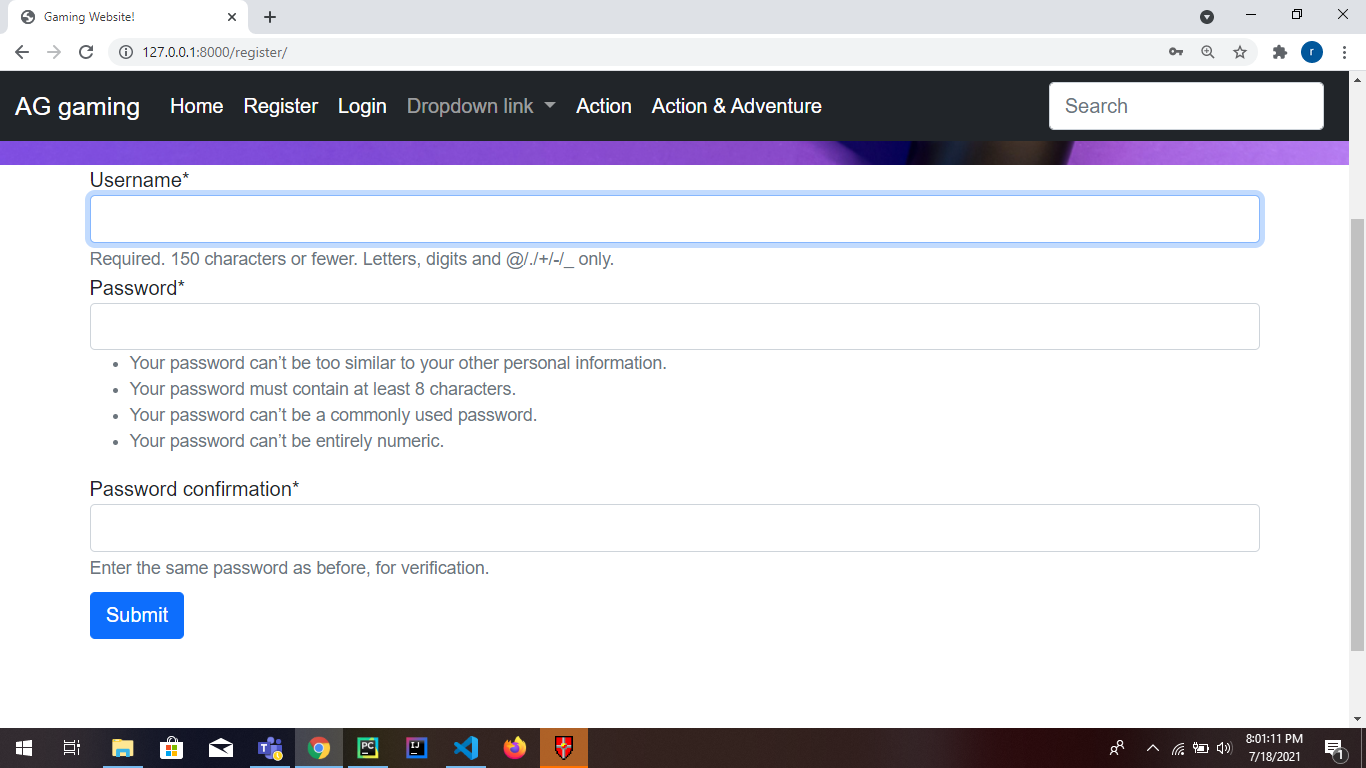 Gaming Website!
127.0.0.1:8000/register/
r
AG gaming Home Register Login Dropdown link Action Action & Adventure Search
Username*
Required. 150 characters or fewer. Letters, digits and @/./+/-/_ only.
Password*
Your password can’t be too similar to your other personal information.
Your password must contain at least 8 characters.
Your password can’t be a commonly used password.
Your password can’t be entirely numeric.
Password confirmation*
Enter the same password as before, for verification.
Submit
PC IJ
8:01:11 PM
7/18/2021
1